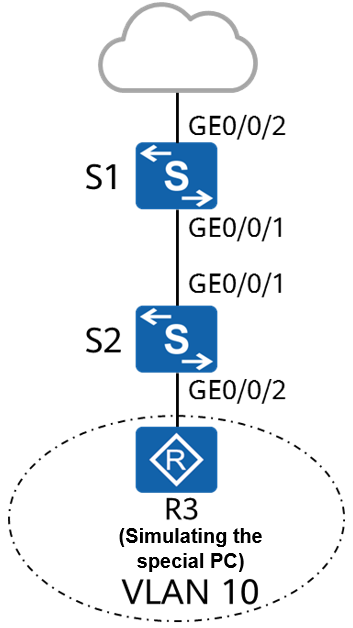 GE0/0/2
S1
S
GE0/0/1
GE0/0/1
S2
S
GE0/0/2
R
R3
(Simulating the
special PC)
VLAN 10